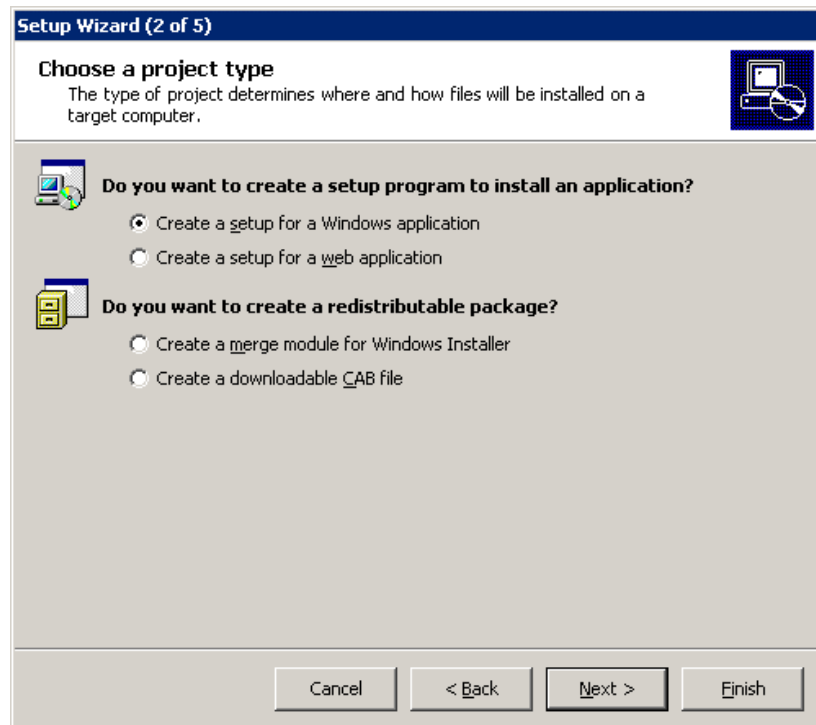 Setup Wizard (2 of 5)
Choose a project type
The type of project determines where and how files will be installed on a
target computer.
Do you want to create a setup program to install an application?
Create a setup for a Windows application
Create a setup for a web application
Do you want to create a redistributable package?
Create a merge module for Windows Installer
Create a downloadable CAB file
Cancel
< Back
Next >
Finish